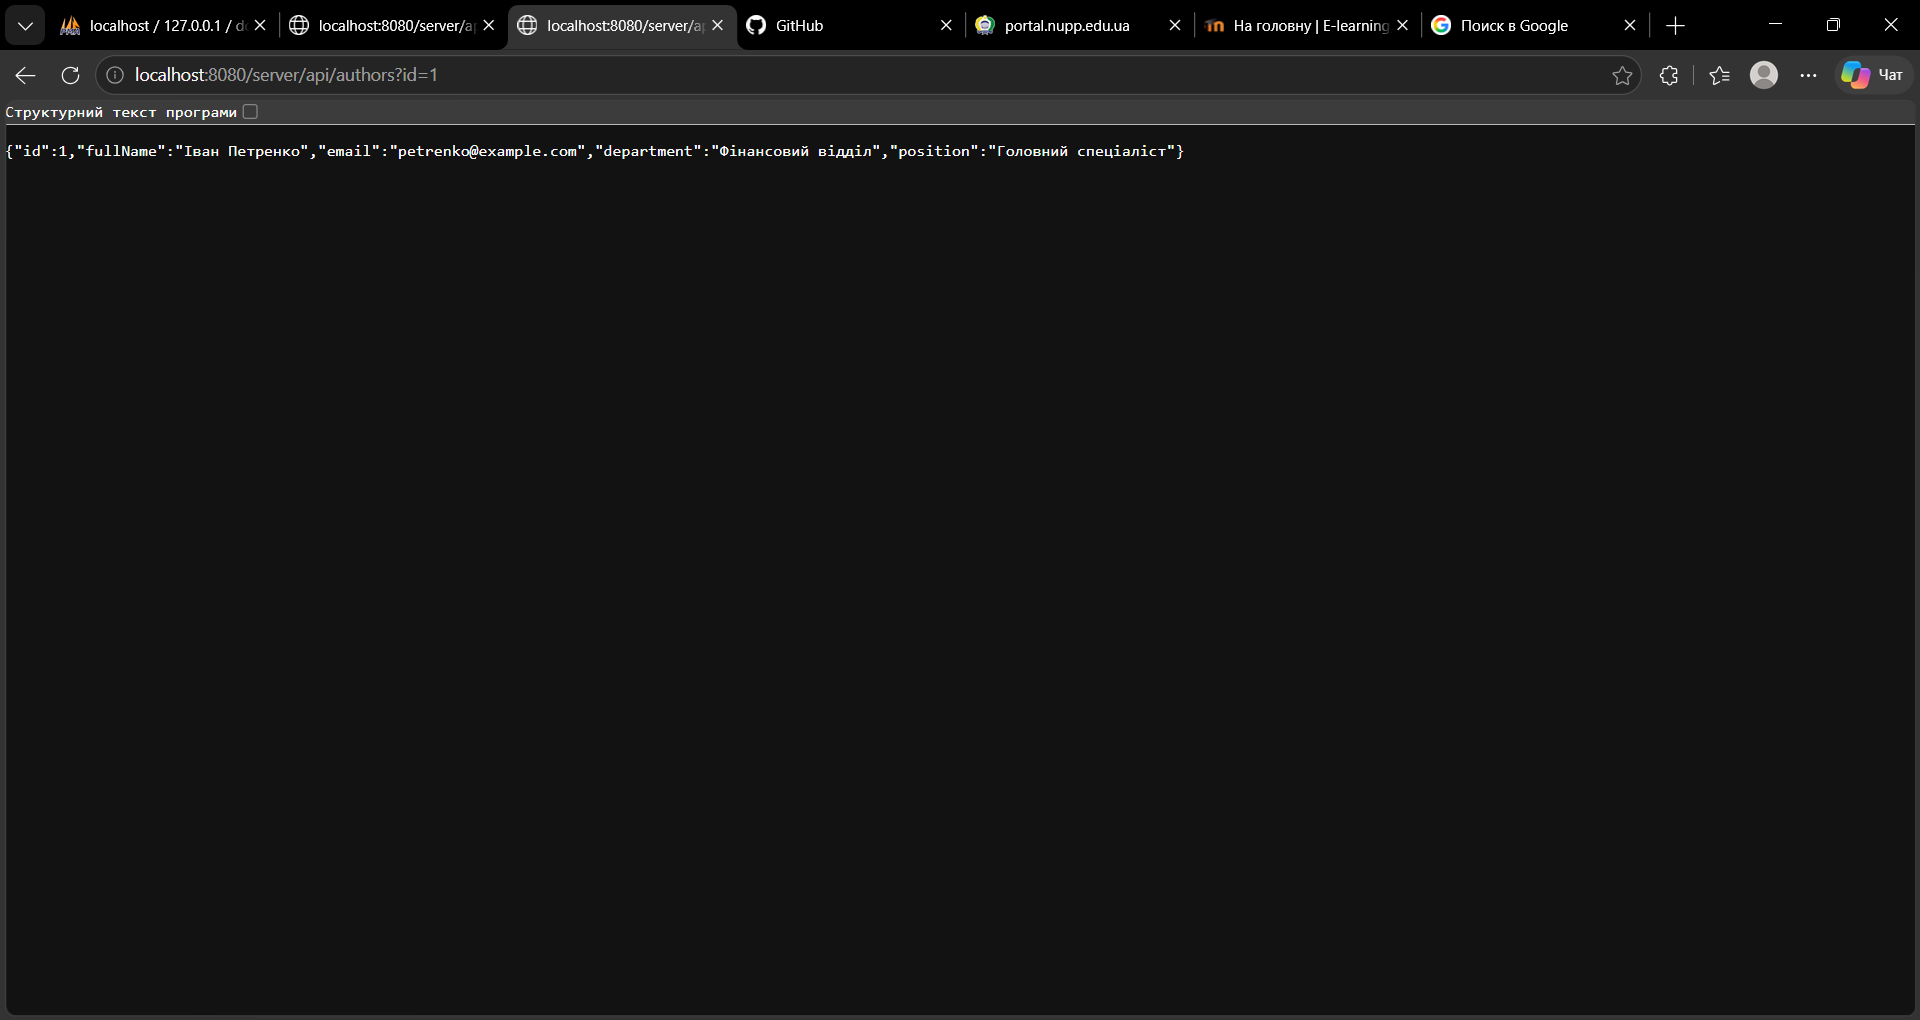 localhost / 127.0.0.1 / de
localhost:8080/server/a
localhost:8080/server/a
GitHub
portal.nupp.edu.ua
На головну | E-learning
Поиск в Google
localhost:8080/server/api/authors?id=1
Чат
Структурний текст програми
{"id":1,"fullName":"Іван Петренко","email":"petrenko@example.com","department":"Фінансовий відділ","position":"Головний спеціаліст"}